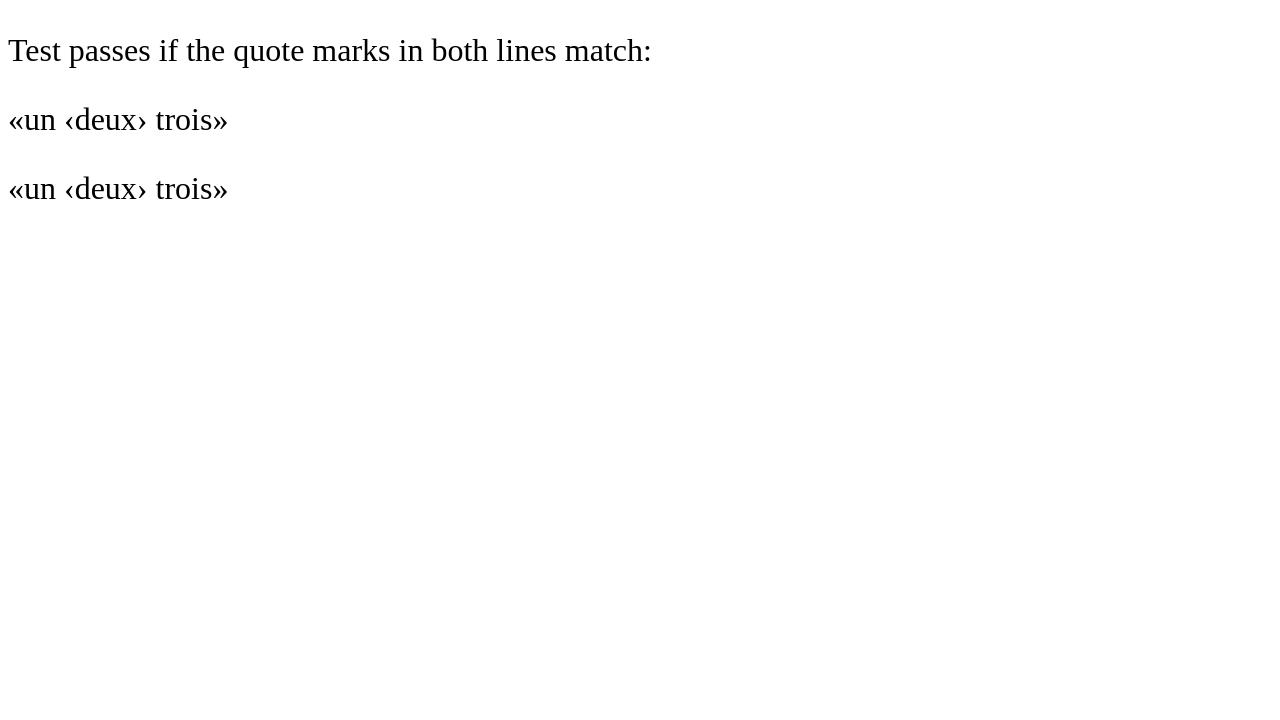 Test passes if the quote marks in both lines match:
«un ‹deux› trois»
«un ‹deux› trois»